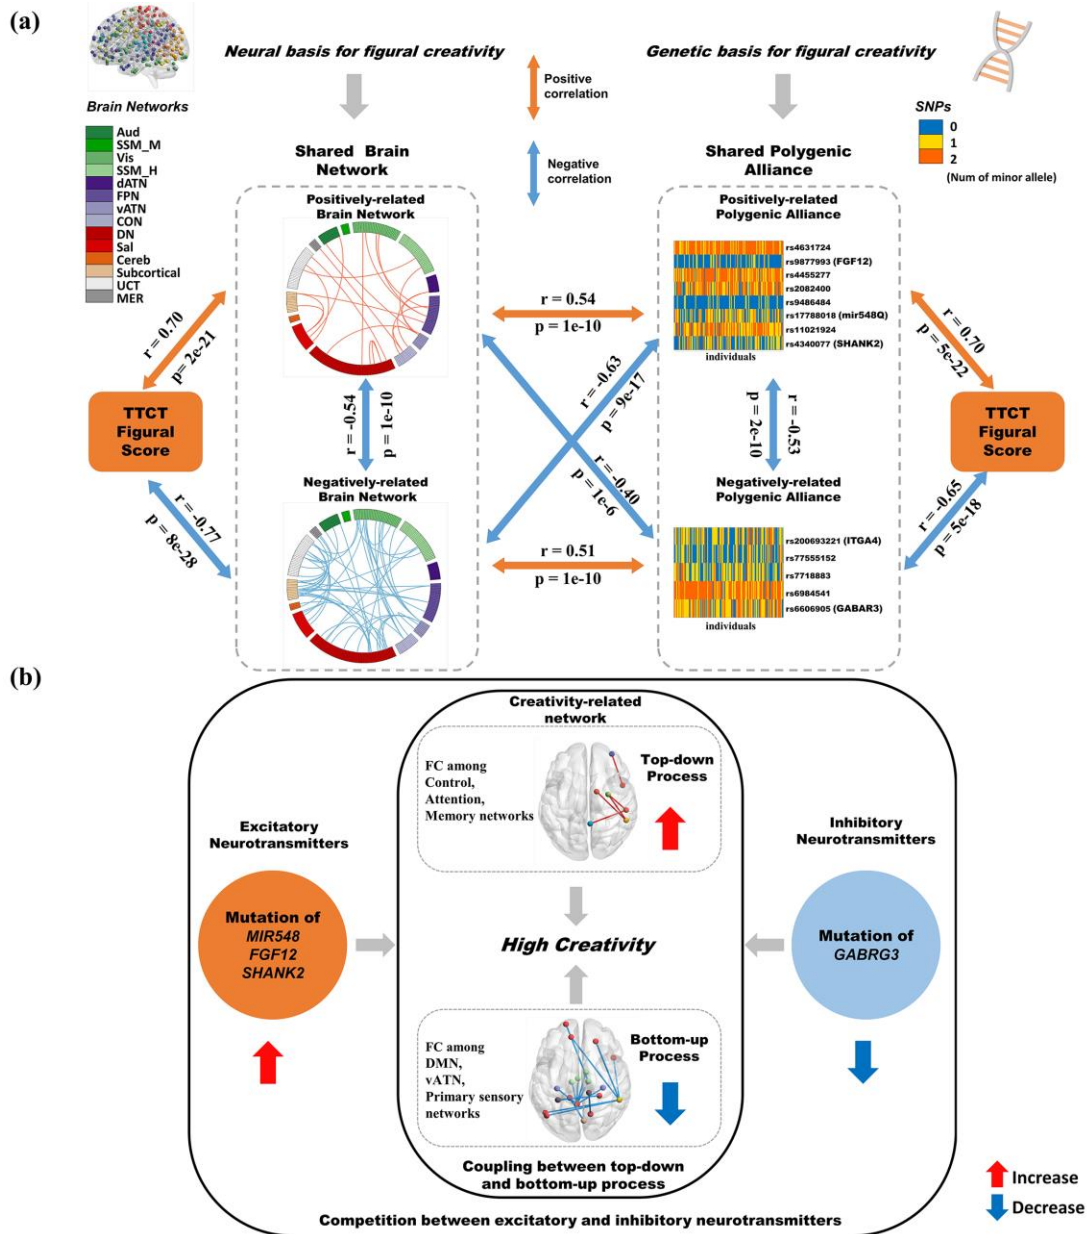 (a)
Neural basis for figural creativity
Genetic basis for figural creativity
Positive
correlation
Negative
correlation
Brain Networks
Aud
SSM_M
Vis
SSM_H
dATN
FPN
vATN
CON
DN
Sal
Cereb
Subcortical
UCT
MER
SNPs
0
1
2
(Num of minor allele)
Shared Brain
Network
Shared Polygenic
Alliance
Positively-related
Brain Network
Positively-related
Polygenic Alliance
rs4631724
rs9877993 (FGF12)
rs4455277
rs2082400
rs9486484
rs17788018 (mir548Q)
rs11021924
rs4340077 (SHANK2)
individuals
r = 0.70
p= 2e-21
r = 0.54
p = 1e-10
r = -0.63
p = 9e-17
r = 0.70
p = 5e-22
TTCT
Figural
Score
r = -0.54
p = 1e-10
r = -0.53
p = 2e-10
TTCT
Figural
Score
r = -0.77
p = 8e-28
r = -0.40
p = 1e-6
r = -0.65
p = 5e-18
Negatively-related
Brain Network
Negatively-related
Polygenic Alliance
r = 0.51
p = 1e-10
rs200693221 (ITGA4)
rs77555152
rs7718883
rs6984541
rs6606905 (GABAR3)
individuals
(b)
Creativity-related
network
FC among
Control,
Attention,
Memory networks
Top-down
Process
Excitatory
Neurotransmitters
Inhibitory
Neurotransmitters
Mutation of
MIR548
FGF12
SHANK2
High Creativity
Mutation of
GABRG3
FC among
DMN,
vATN,
Primary sensory
networks
Bottom-up
Process
Coupling between top-down
and bottom-up process
Competition between excitatory and inhibitory neurotransmitters
Increase
Decrease